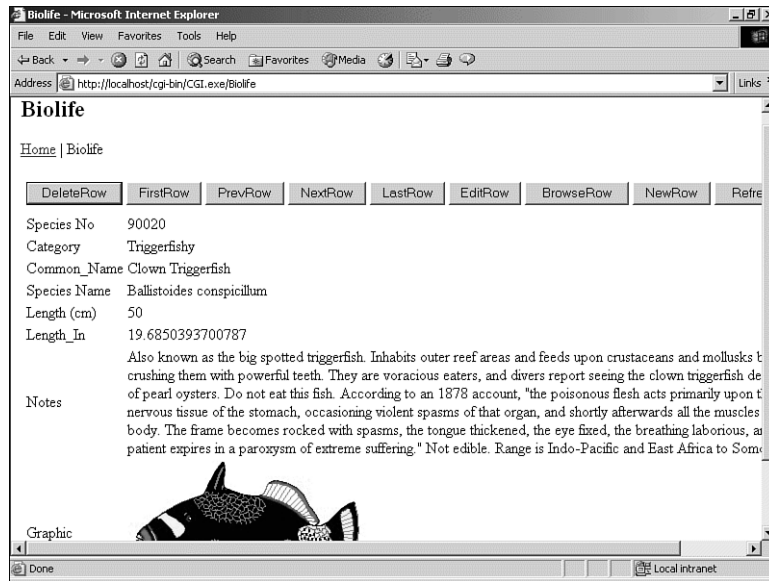 Biolife - Microsoft Internet Explorer
File Edit View Favorites Tools Help
Back Search Favorites Media
Address http://localhost/cgi-bin/CGI.exe/Biolife Links
Biolife
Home | Biolife
DeleteRow FirstRow PrevRow NextRow LastRow EditRow BrowseRow NewRow Refre
Species No 90020
Category Triggerfishy
Common_Name Clown Triggerfish
Species Name Ballistoides conspicillum
Length (cm) 50
Length_In 19.6850393700787
Also known as the big spotted triggerfish. Inhabits outer reef areas and feeds upon crustaceans and mollusks b
crushing them with powerful teeth. They are voracious eaters, and divers report seeing the clown triggerfish de
of pearl oysters. Do not eat this fish. According to an 1878 account, "the poisonous flesh acts primarily upon t
Notes nervous tissue of the stomach, occasioning violent spasms of that organ, and shortly afterwards all the muscles
body. The frame becomes rocked with spasms, the tongue thickened, the eye fixed, the breathing laborious, a
patient expires in a paroxysm of extreme suffering." Not edible. Range is Indo-Pacific and East Africa to Somo
Graphic
Done Local intranet